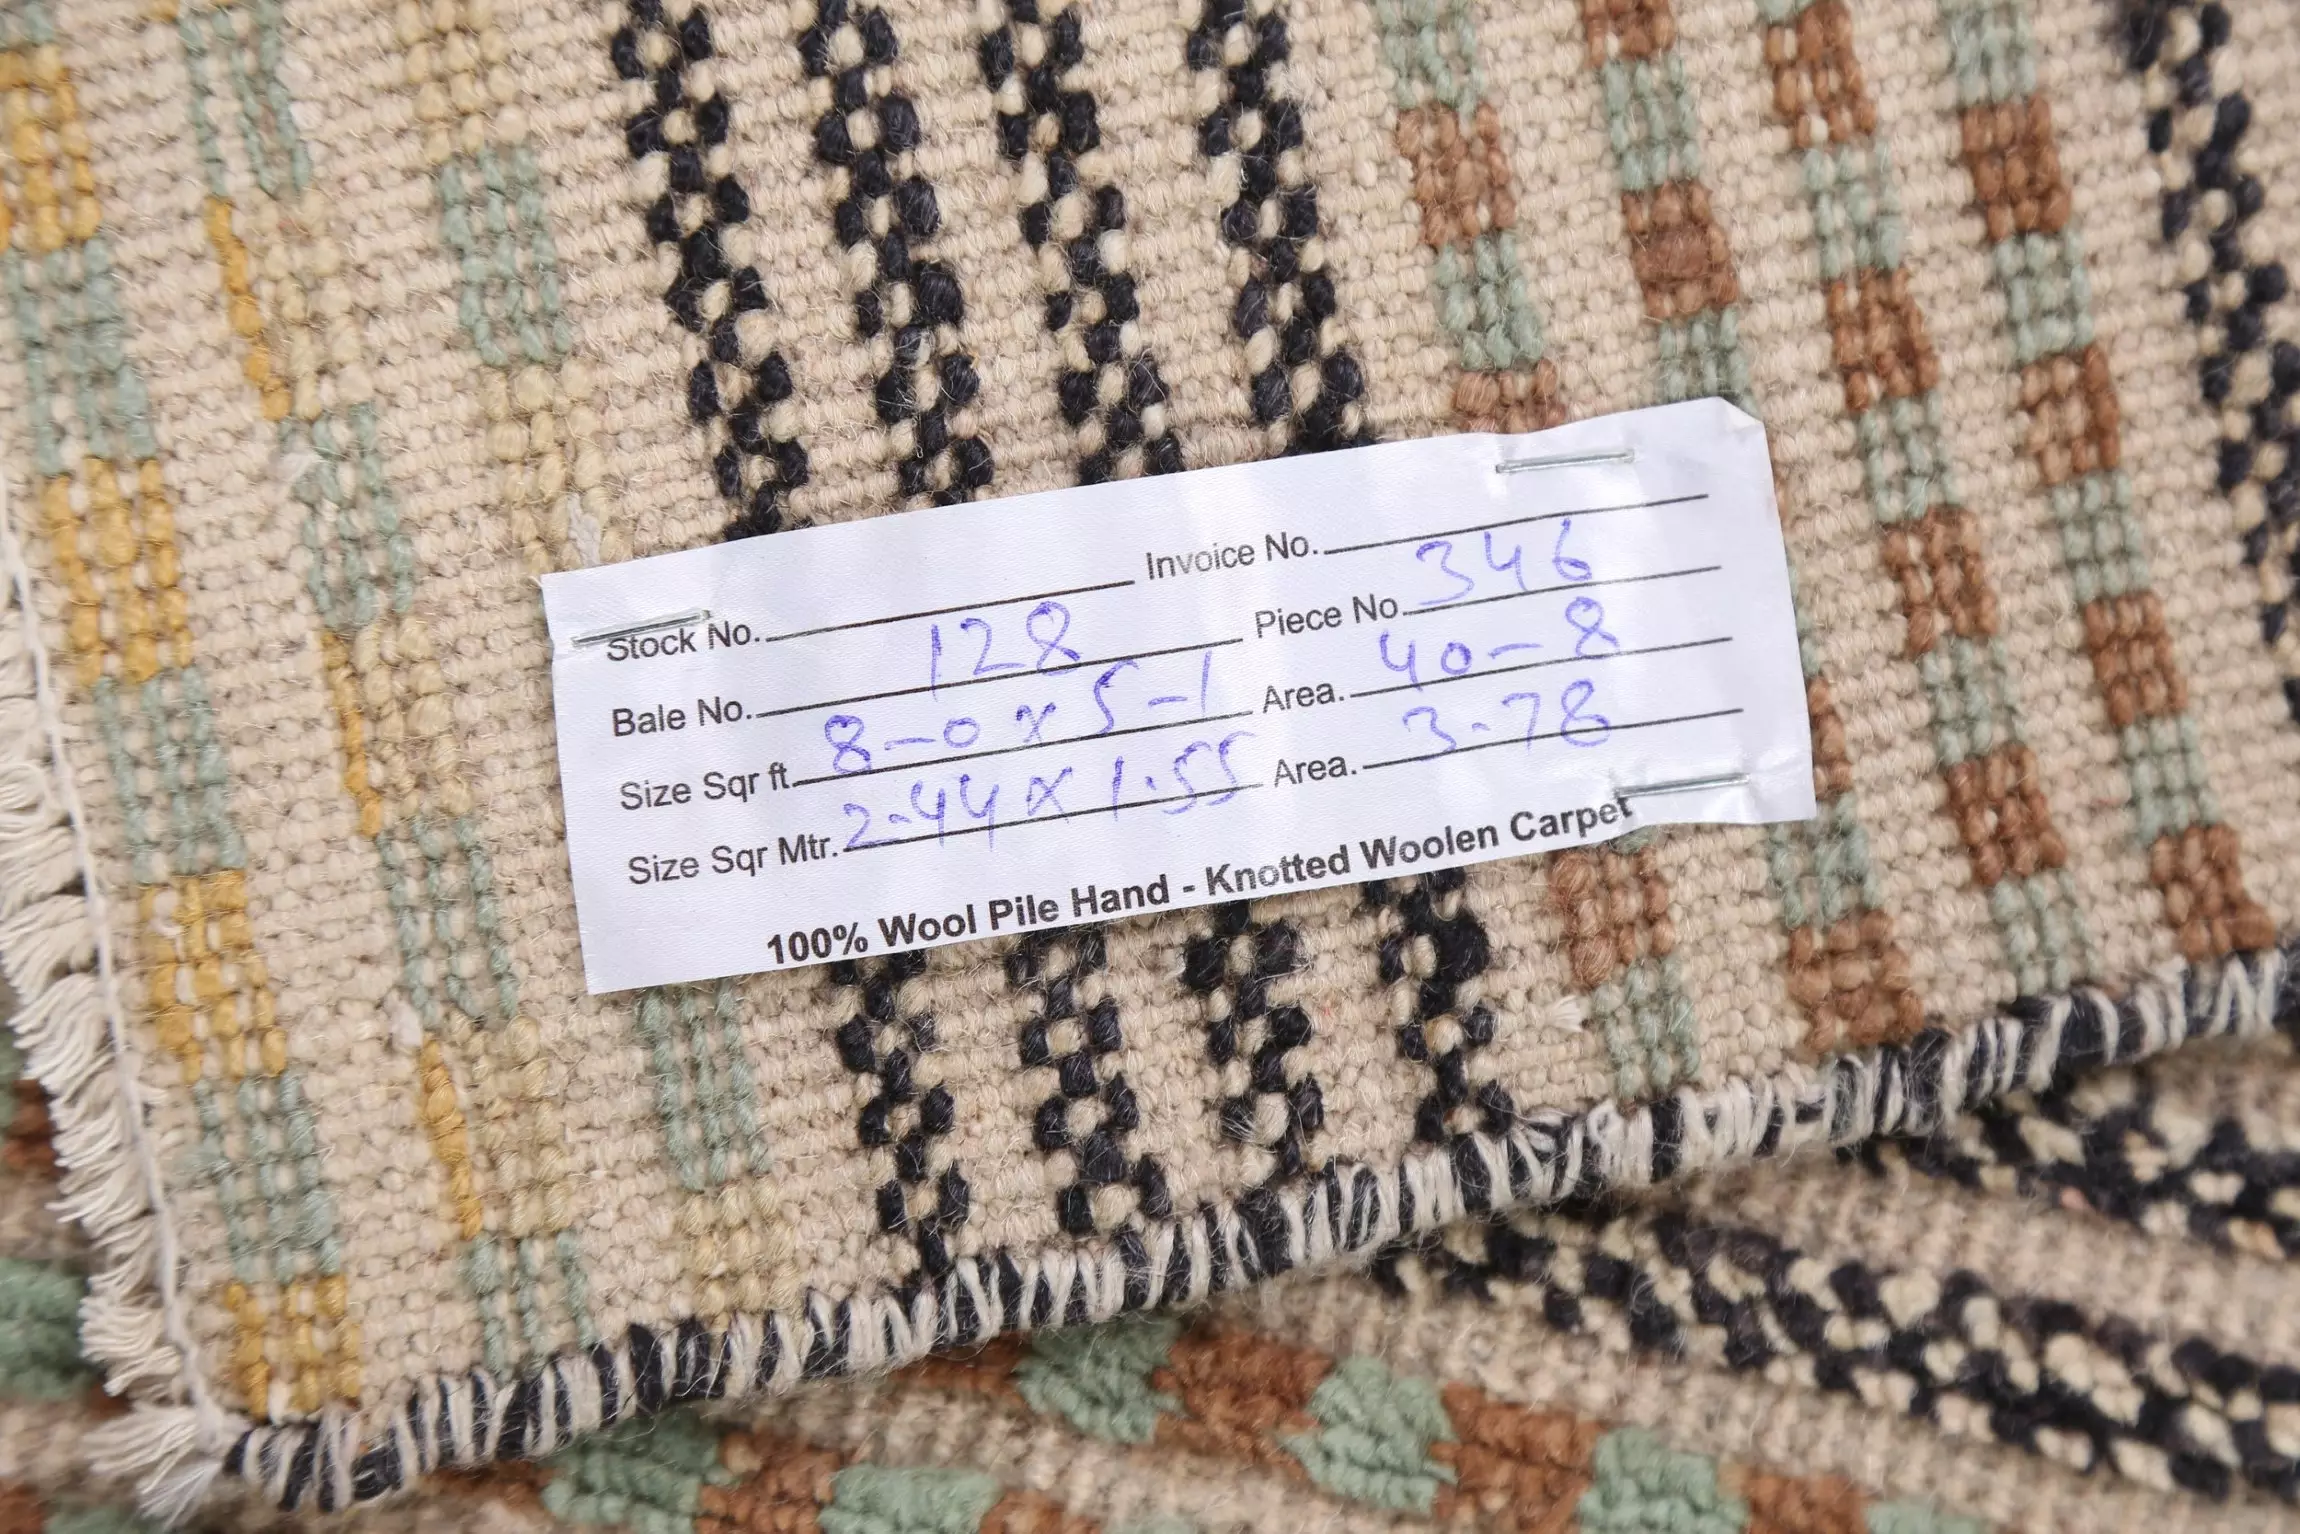 Stock No. Invoice No.
Bale No. 128 Piece No. 346
Size Sqr ft. 8-0 x 5-1 Area. 40-8
Size Sqr Mtr. 2.44 x 1.55 Area. 3.78
100% Wool Pile Hand - Knotted Woolen Carpet